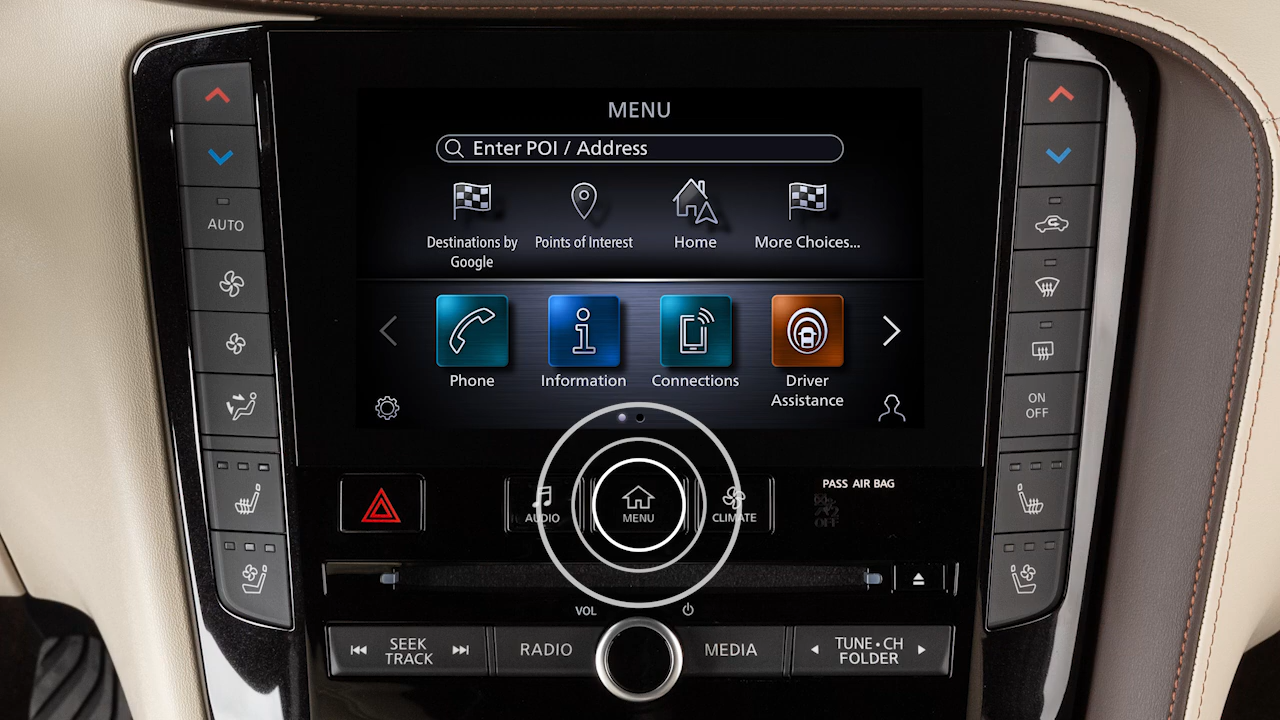 MENU
Enter POI / Address
Destinations by
Google
Points of Interest
Home
More Choices...
AUTO
Phone
Information
Connections
Driver
Assistance
ON
OFF
PASS AIR BAG
OFF
AUDIO
MENU
CLIMATE
VOL
SEEK
TRACK
RADIO
MEDIA
TUNE•CH
FOLDER